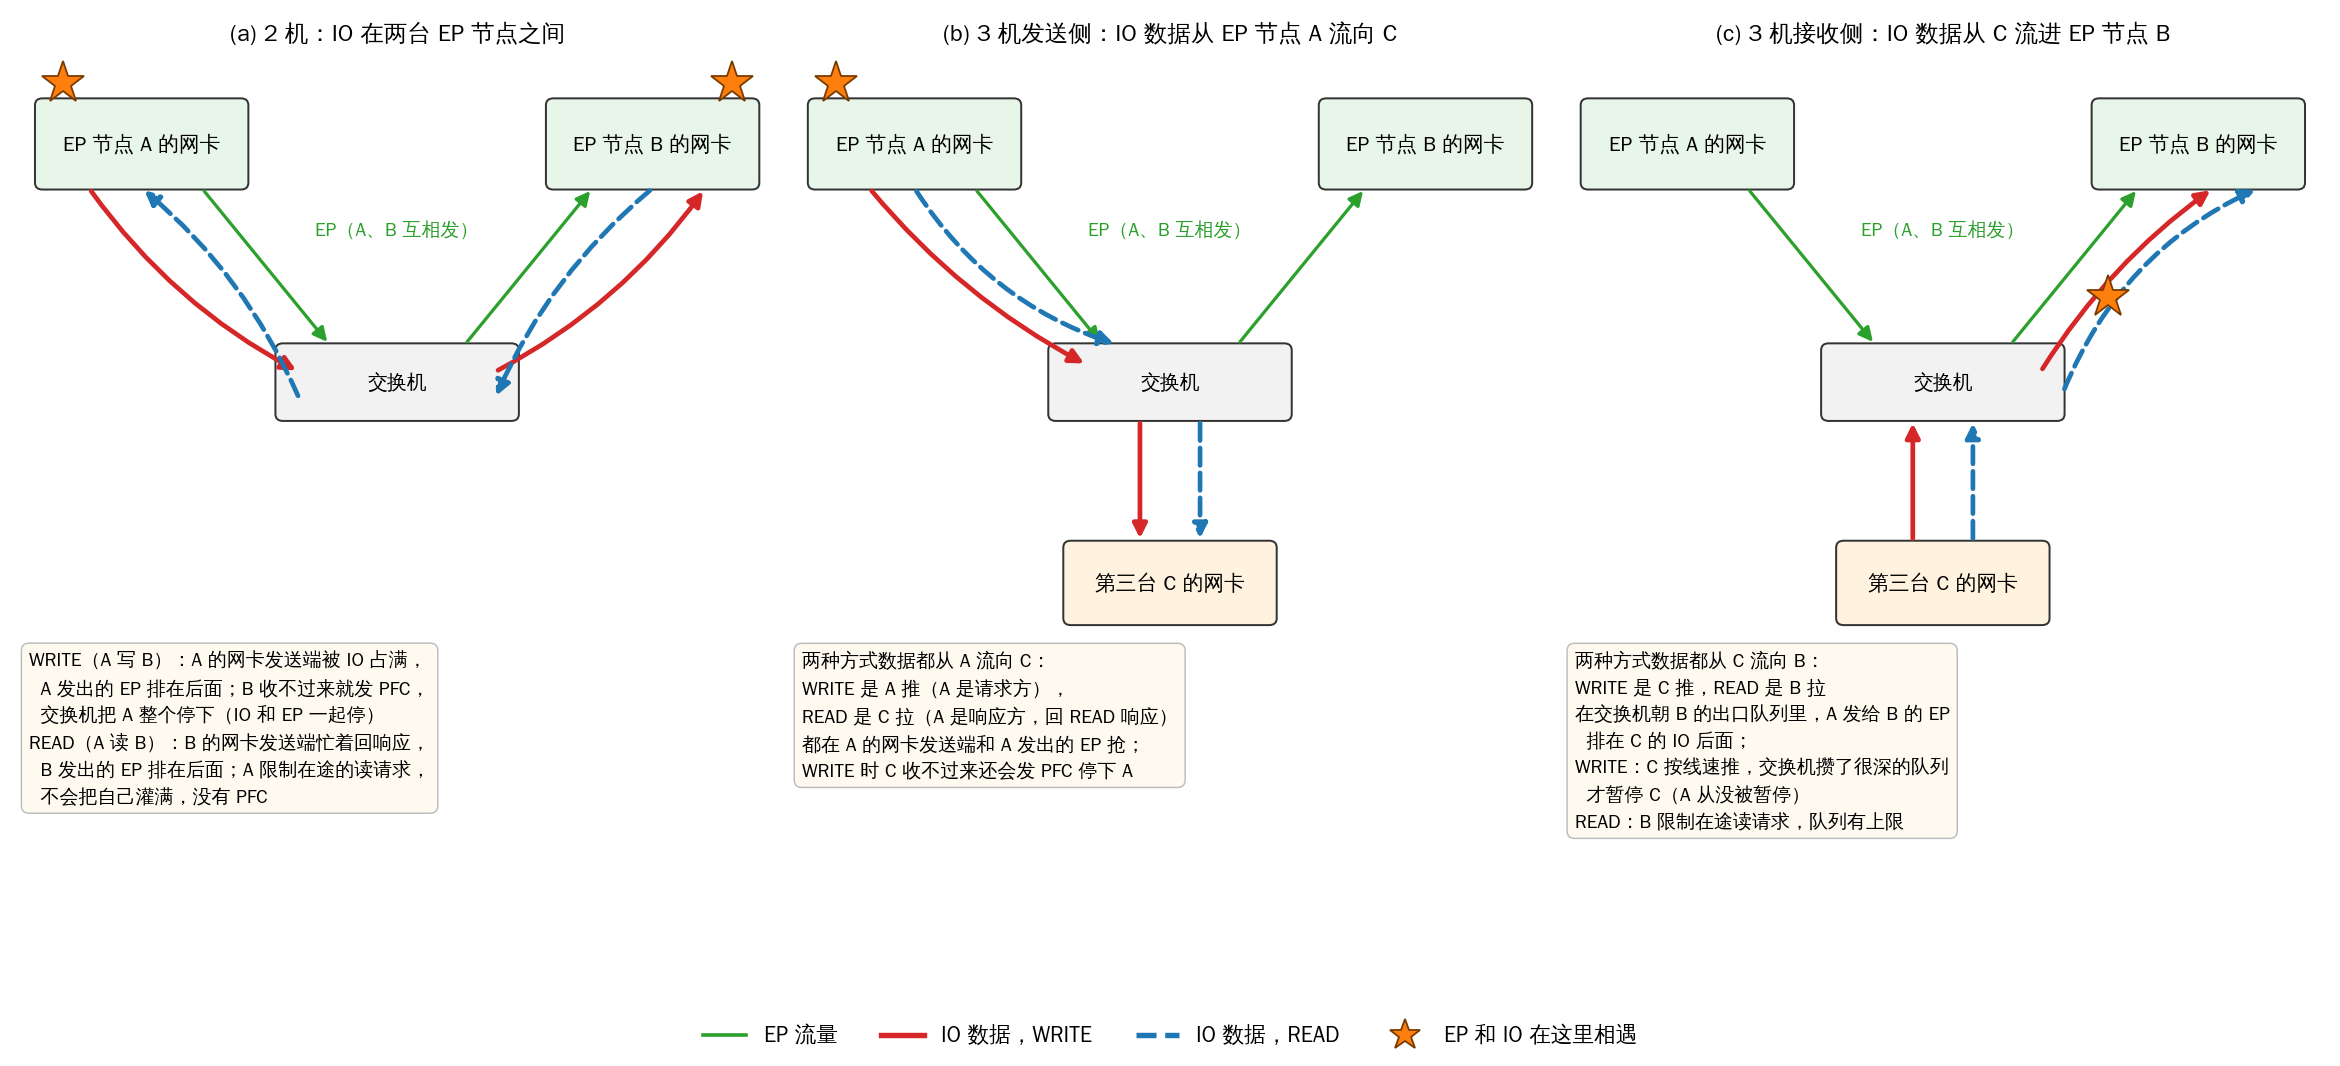 (a) 2 机：IO 在两台 EP 节点之间
EP 节点 A 的网卡
EP 节点 B 的网卡
EP（A、B 互相发）
交换机
WRITE（A 写 B）：A 的网卡发送端被 IO 占满，
A 发出的 EP 排在后面；B 收不过来就发 PFC，
交换机把 A 整个停下（IO 和 EP 一起停）
READ（A 读 B）：B 的网卡发送端忙着回响应，
B 发出的 EP 排在后面；A 限制在途的读请求，
不会把自己灌满，没有 PFC
(b) 3 机发送侧：IO 数据从 EP 节点 A 流向 C
EP 节点 A 的网卡
EP 节点 B 的网卡
EP（A、B 互相发）
交换机
第三台 C 的网卡
两种方式数据都从 A 流向 C：
WRITE 是 A 推（A 是请求方），
READ 是 C 拉（A 是响应方，回 READ 响应）
都在 A 的网卡发送端和 A 发出的 EP 抢；
WRITE 时 C 收不过来还会发 PFC 停下 A
(c) 3 机接收侧：IO 数据从 C 流进 EP 节点 B
EP 节点 A 的网卡
EP 节点 B 的网卡
EP（A、B 互相发）
交换机
第三台 C 的网卡
两种方式数据都从 C 流向 B：
WRITE 是 C 推，READ 是 B 拉
在交换机朝 B 的出口队列里，A 发给 B 的 EP
排在 C 的 IO 后面；
WRITE：C 按线速推，交换机攒了很深的队列
才暂停 C（A 从没被暂停）
READ：B 限制在途读请求，队列有上限
EP 流量
IO 数据，WRITE
IO 数据，READ
EP 和 IO 在这里相遇